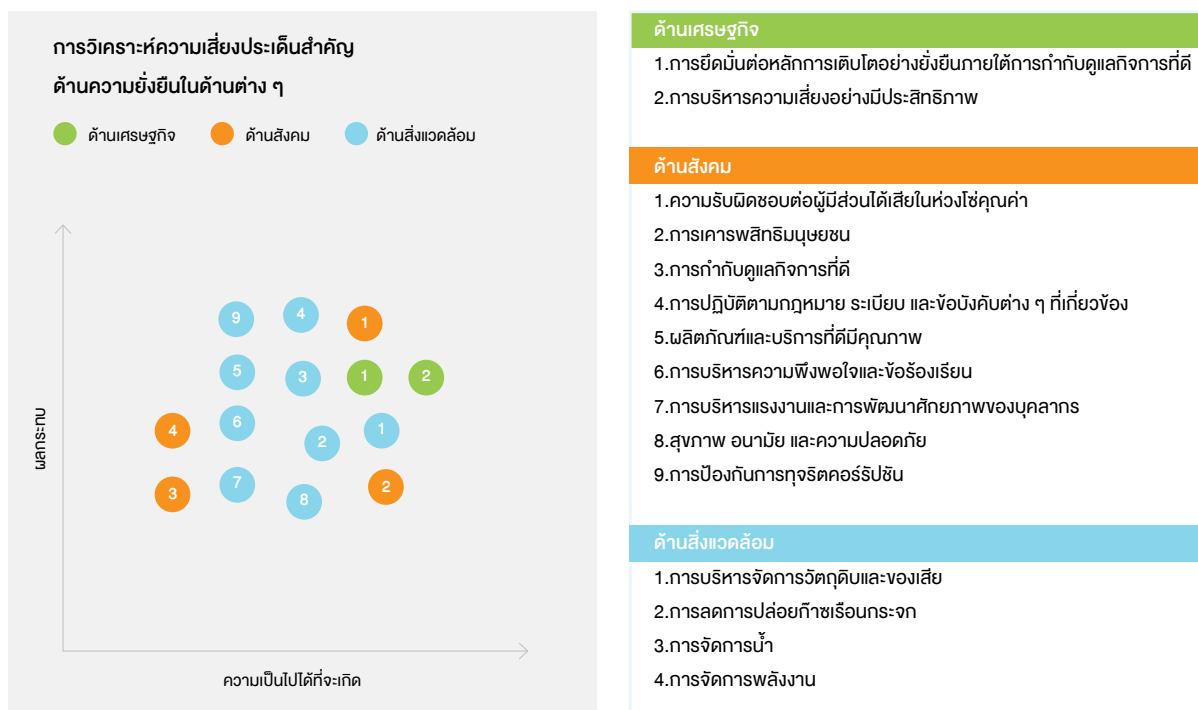 การวิเคราะห์ความเสี่ยงประเด็นสำคัญ
ด้านความยั่งยืนในด้านต่าง ๆ
ด้านเศรษฐกิจ
ด้านสังคม
ด้านสิ่งแวดล้อม
9
4
1
5
3
1
2
4
6
2
1
3
7
8
2
ผลกระทบ
ความเป็นไปได้ที่จะเกิด
ด้านเศรษฐกิจ
1.การยึดมั่นต่อหลักการเติบโตอย่างยั่งยืนภายใต้การกำกับดูแลกิจการที่ดี
2.การบริหารความเสี่ยงอย่างมีประสิทธิภาพ
ด้านสังคม
1.ความรับผิดชอบต่อผู้มีส่วนได้เสียในห่วงโซ่คุณค่า
2.การเคารพสิทธิมนุษยชน
3.การกำกับดูแลกิจการที่ดี
4.การปฏิบัติตามกฎหมาย ระเบียบ และข้อบังคับต่าง ๆ ที่เกี่ยวข้อง
5.ผลิตภัณฑ์และบริการที่ดีมีคุณภาพ
6.การบริหารความพึงพอใจและข้อร้องเรียน
7.การบริหารแรงงานและการพัฒนาศักยภาพของบุคลากร
8.สุขภาพ อนามัย และความปลอดภัย
9.การป้องกันการทุจริตคอร์รัปชัน
ด้านสิ่งแวดล้อม
1.การบริหารจัดการวัตถุดิบและของเสีย
2.การลดการปล่อยก๊าซเรือนกระจก
3.การจัดการน้ำ
4.การจัดการพลังงาน